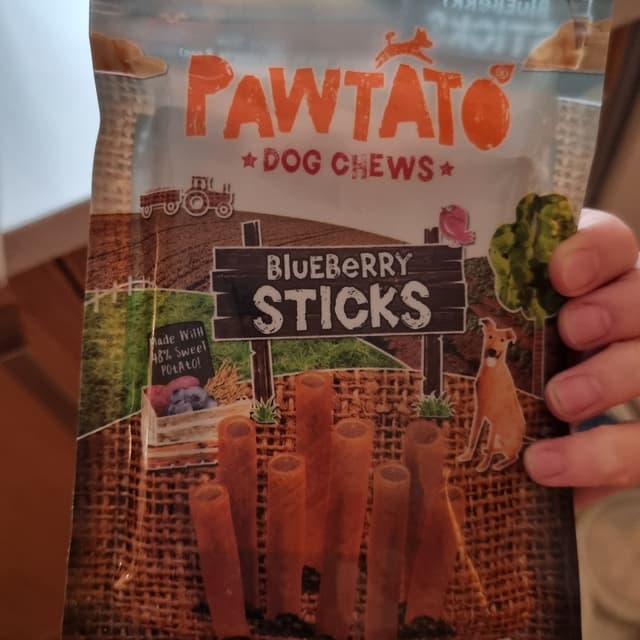 PAWTATO
DOG CHEWS
BLUEBERRY
STICKS
Made With
48% Sweet
Potato!